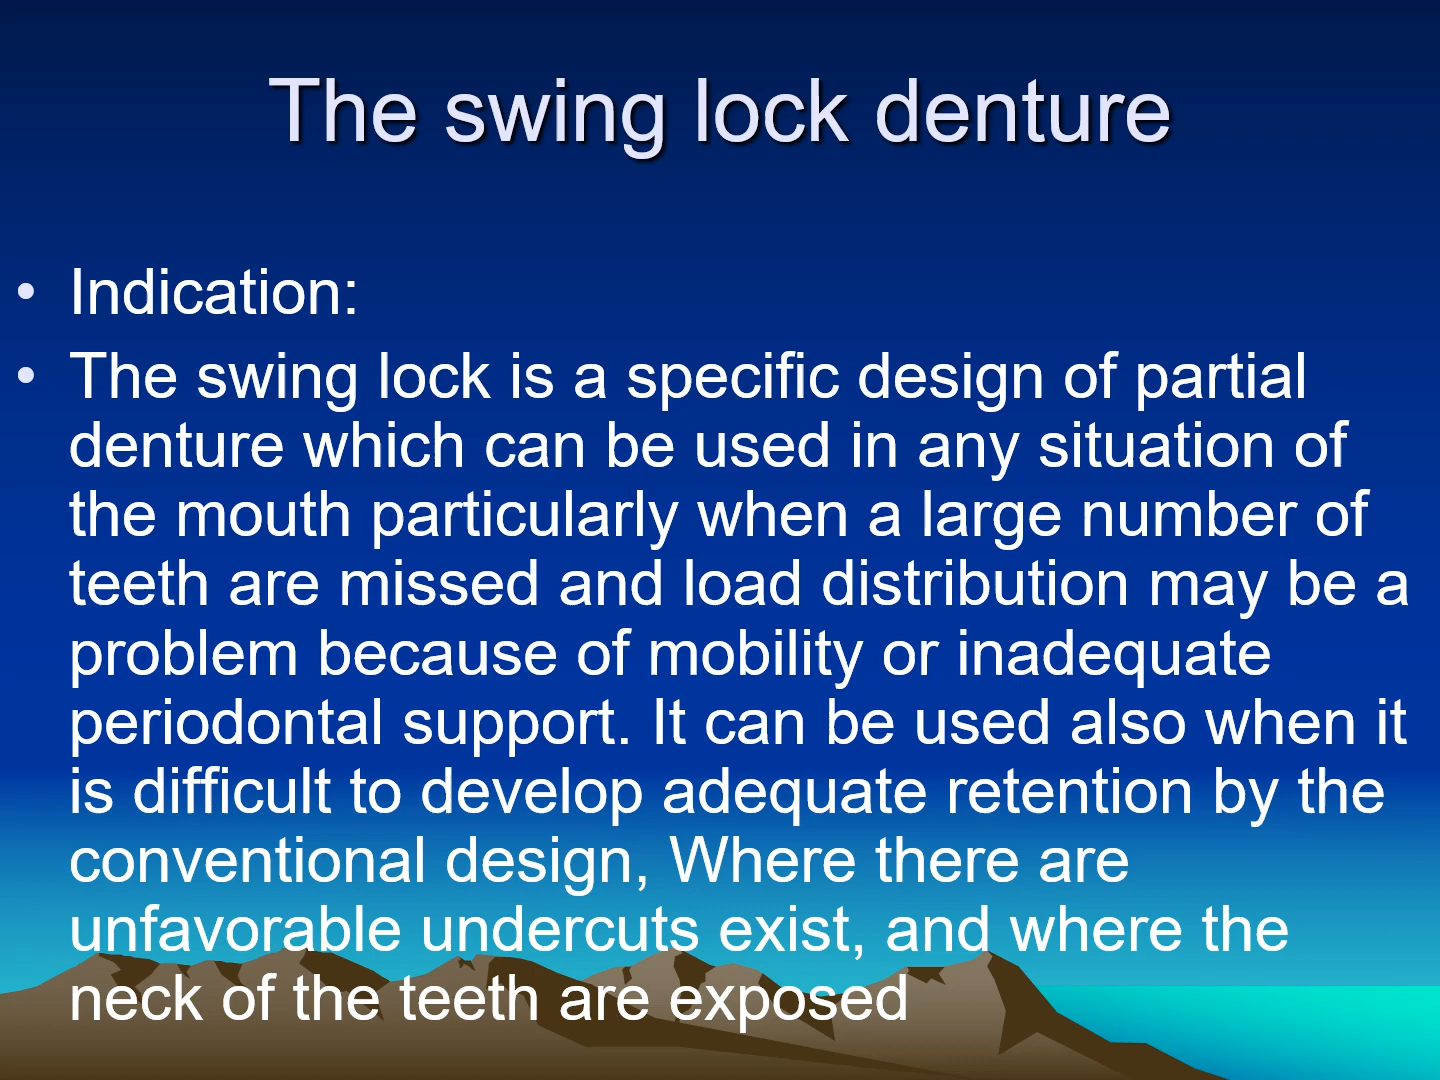 The swing lock denture
• Indication:
• The swing lock is a specific design of partial
denture which can be used in any situation of
the mouth particularly when a large number of
teeth are missed and load distribution may be a
problem because of mobility or inadequate
periodontal support. It can be used also when it
is difficult to develop adequate retention by the
conventional design, Where there are
unfavorable undercuts exist, and where the
neck of the teeth are exposed